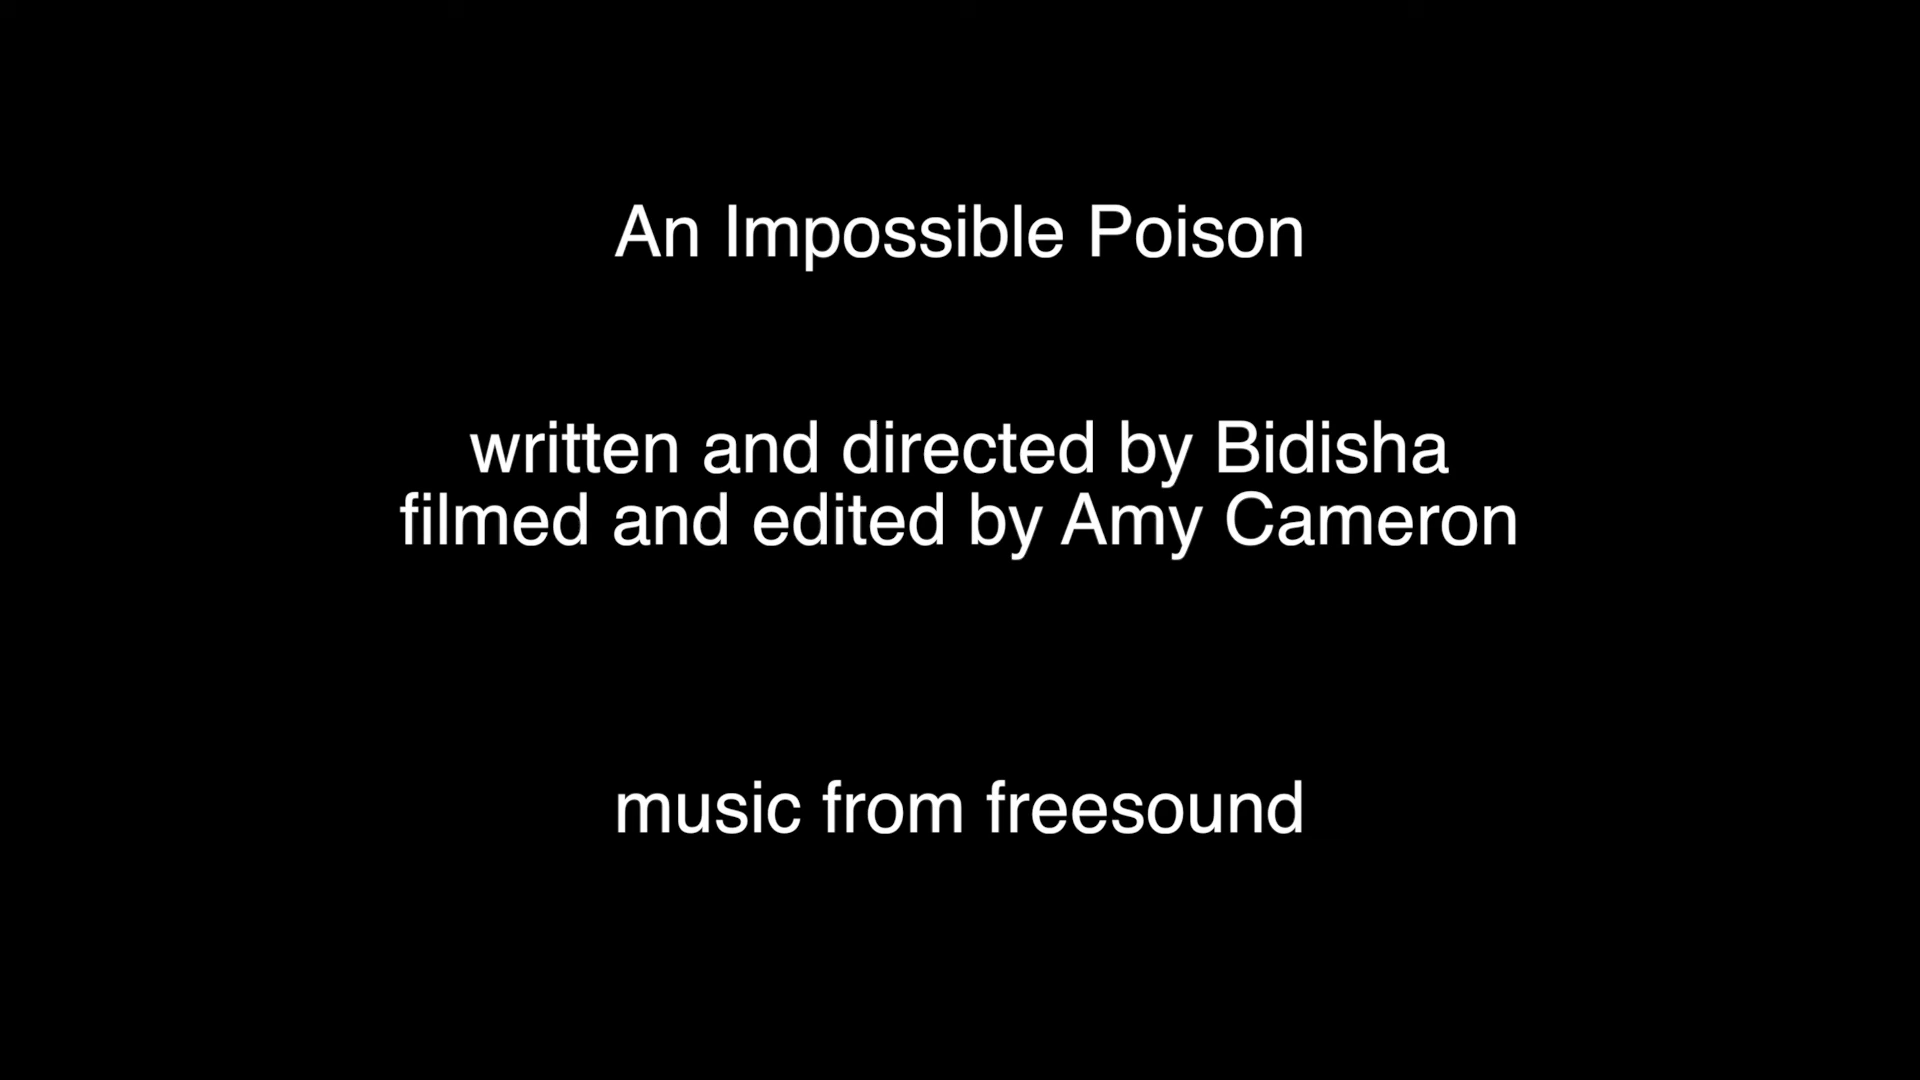 An Impossible Poison
written and directed by Bidisha
filmed and edited by Amy Cameron
music from freesound